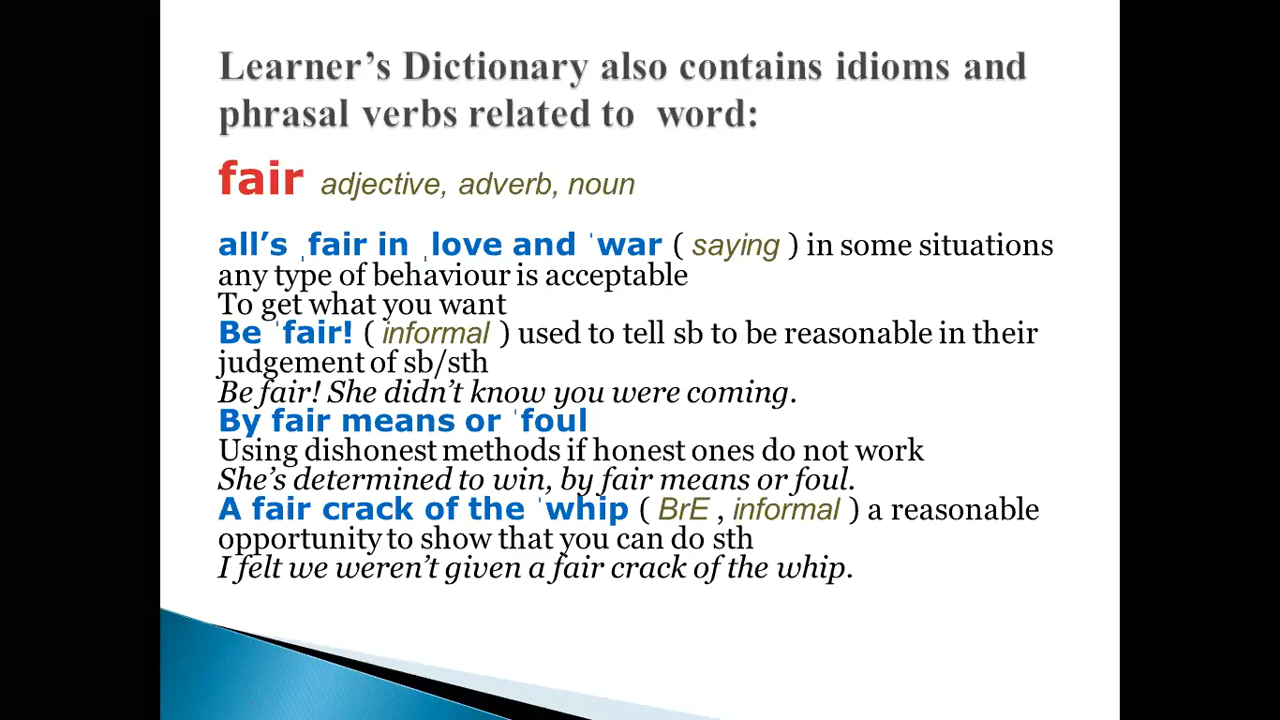 Learner’s Dictionary also contains idioms and
phrasal verbs related to word:
fair adjective, adverb, noun
all’s ˌfair in ˌlove and ˈwar ( saying ) in some situations
any type of behaviour is acceptable
To get what you want
Be ˈfair! ( informal ) used to tell sb to be reasonable in their
judgement of sb/sth
Be fair! She didn’t know you were coming.
By fair means or ˈfoul
Using dishonest methods if honest ones do not work
She’s determined to win, by fair means or foul.
A fair crack of the ˈwhip ( BrE , informal ) a reasonable
opportunity to show that you can do sth
I felt we weren’t given a fair crack of the whip.